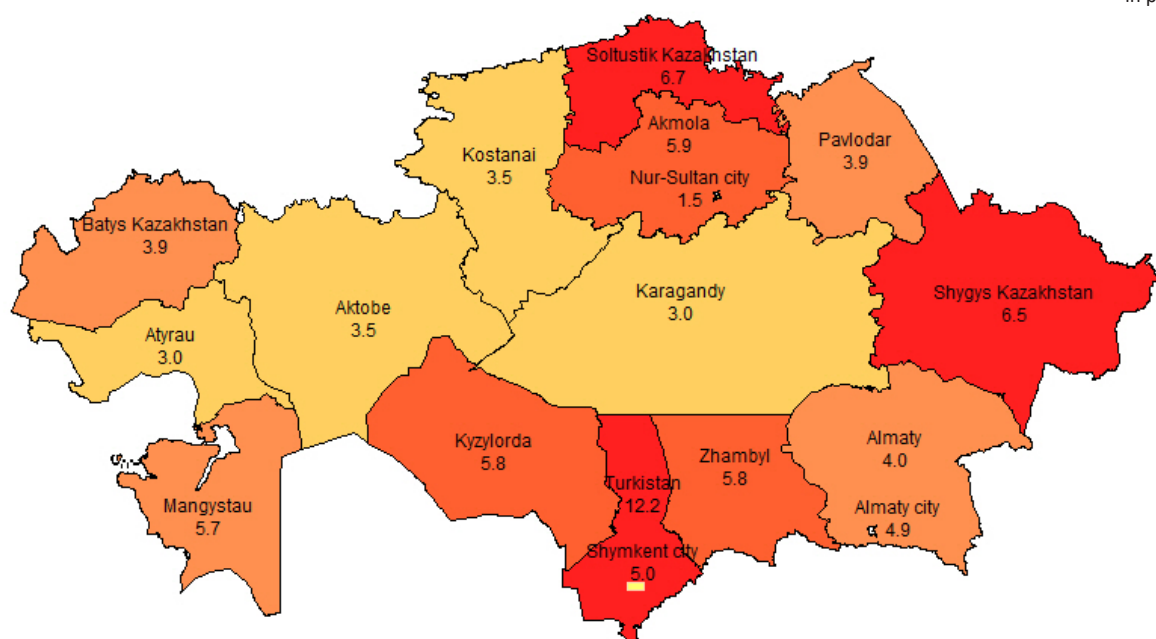 in p
Soltustik Kazakhstan
6.7
Akmola
5.9
Kostanai
3.5
Pavlodar
3.9
Nur-Sultan city
1.5
Batys Kazakhstan
3.9
Aktobe
3.5
Karagandy
3.0
Shygys Kazakhstan
6.5
Atyrau
3.0
Kyzylorda
5.8
Zhambyl
5.8
Almaty
4.0
Turkistan
12.2
Mangystau
5.7
Almaty city
4.9
Shymkent city
5.0